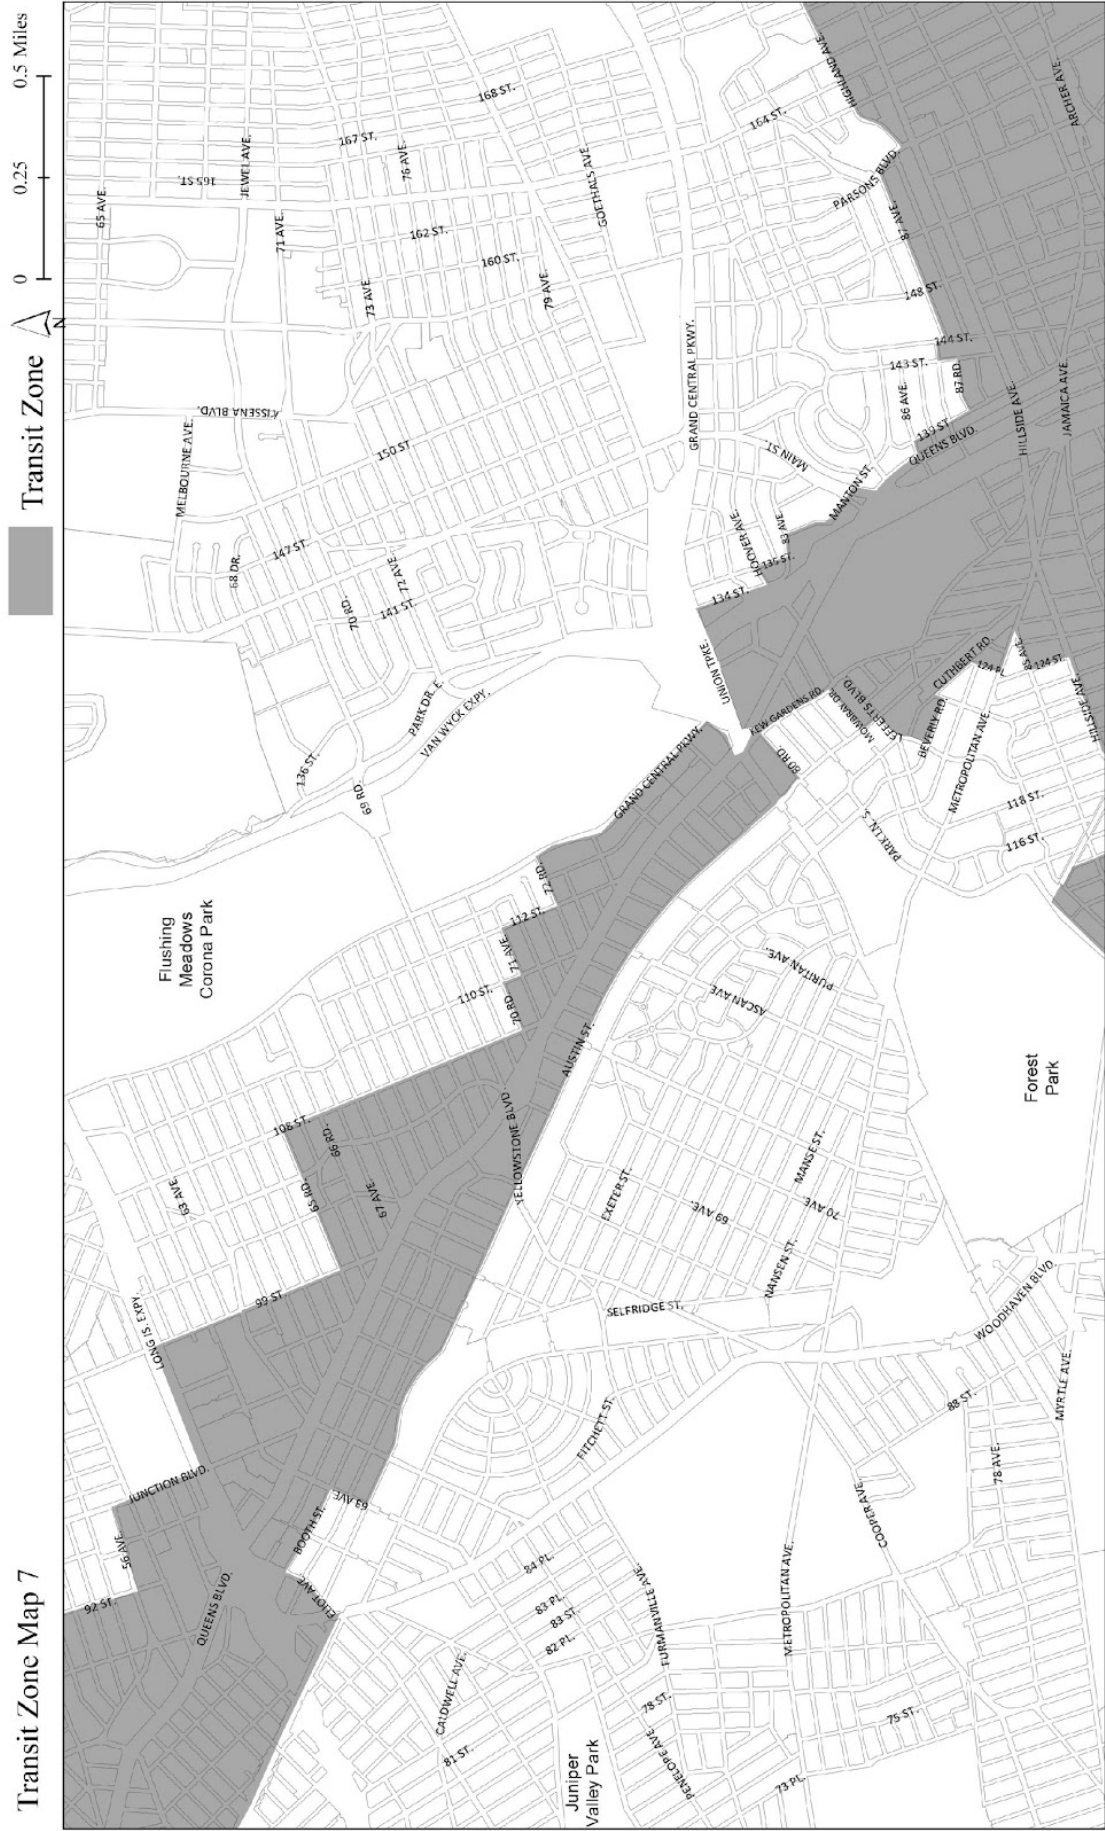 Transit Zone Map 7
Transit Zone
N
0 0.25 0.5 Miles
92 ST.
56 AVE.
JUNCTION BLVD.
LONG IS. EXPY.
63 AVE.
Flushing
Meadows
Corona Park
MELBOURNE AVE.
65 AVE.
165 ST.
QUEENS BLVD.
99 ST.
108 ST.
68 DR.
KISSENA BLVD.
JEWEL AVE.
65 RD.
66 RD.
136 ST.
147 ST.
71 AVE.
ELIOT AVE.
BOOTH ST.
63 AVE.
67 AVE.
69 RD.
70 RD.
73 AVE.
167 ST.
141 ST.
72 AVE.
150 ST.
76 AVE.
PARK DR. E.
VAN WYCK EXPY.
162 ST.
CALDWELL AVE.
81 ST.
110 ST.
160 ST.
168 ST.
YELLOWSTONE BLVD.
70 RD.
71 AVE.
112 ST.
72 RD.
79 AVE.
84 PL.
83 PL.
83 ST.
82 PL.
AUSTIN ST.
Juniper
Valley Park
FITCHETT ST.
EXETER ST.
GOETHALS AVE.
GRAND CENTRAL PKWY.
SELFRIDGE ST.
FURMANVILLE AVE.
78 ST.
PENELOPE AVE.
69 AVE.
GRAND CENTRAL PKWY.
UNION TPKE.
134 ST.
ASCAN AVE
PURITAN AVE.
HOOVER AVE.
135 ST.
83 AVE.
MAIN ST.
164 ST.
NANSEN ST.
MANSE ST.
70 AVE.
80 RD.
KEW GARDENS RD.
METROPOLITAN AVE.
73 PL.
MOWBRAY DR.
LEFFERTS BLVD.
MANTON ST.
PARSONS BLVD.
HIGHLAND AVE.
COOPER AVE.
75 ST.
PARK LN. S.
86 AVE.
143 ST.
87 AVE.
148 ST.
139 ST.
QUEENS BLVD.
144 ST.
87 RD.
BEVERLY RD.
CUTHBERT RD.
88 ST.
METROPOLITAN AVE.
124 PL.
78 AVE.
WOODHAVEN BLVD.
Forest
Park
118 ST.
116 ST.
85 AVE.
124 ST.
HILLSIDE AVE.
MYRTLE AVE.
HILLSIDE AVE.
JAMAICA AVE.
ARCHER AVE.